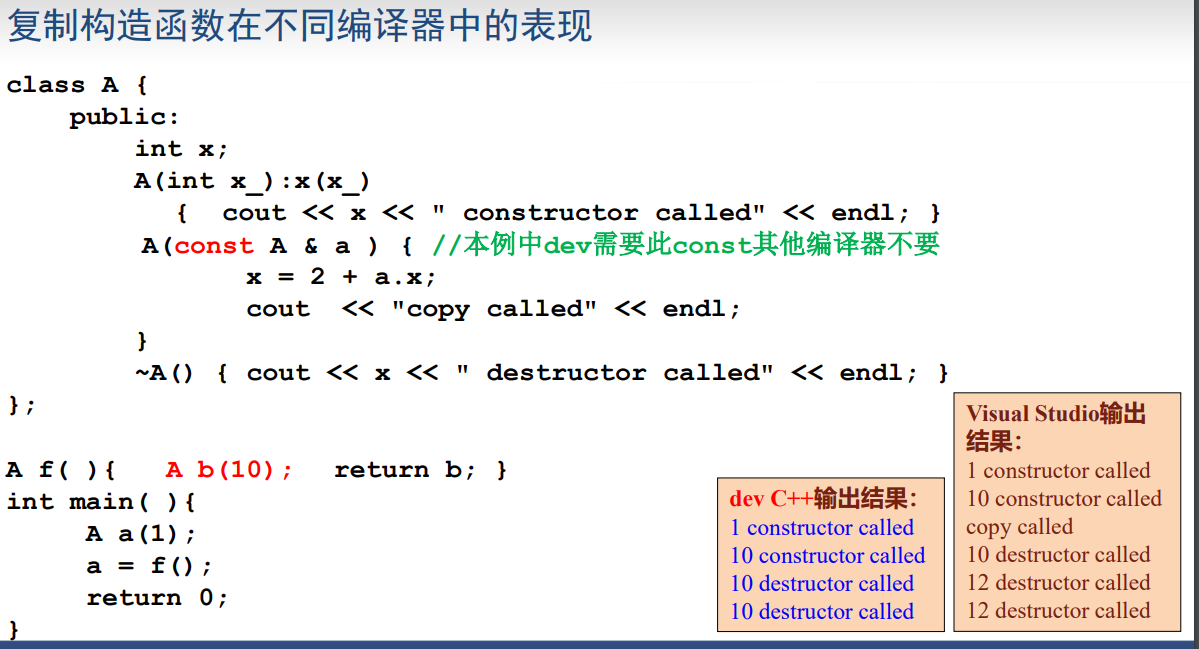 复制构造函数在不同编译器中的表现
class A {
public:
int x;
A(int x_):x(x_)
{ cout << x << " constructor called" << endl; }
A(const A & a ) { //本例中dev需要此const其他编译器不要
x = 2 + a.x;
cout << "copy called" << endl;
}
~A() { cout << x << " destructor called" << endl; }
};
A f( ){ A b(10); return b; }
int main( ){
A a(1);
a = f();
return 0;
}
dev C++输出结果：
1 constructor called
10 constructor called
10 destructor called
10 destructor called
Visual Studio输出
结果：
1 constructor called
10 constructor called
copy called
10 destructor called
12 destructor called
12 destructor called